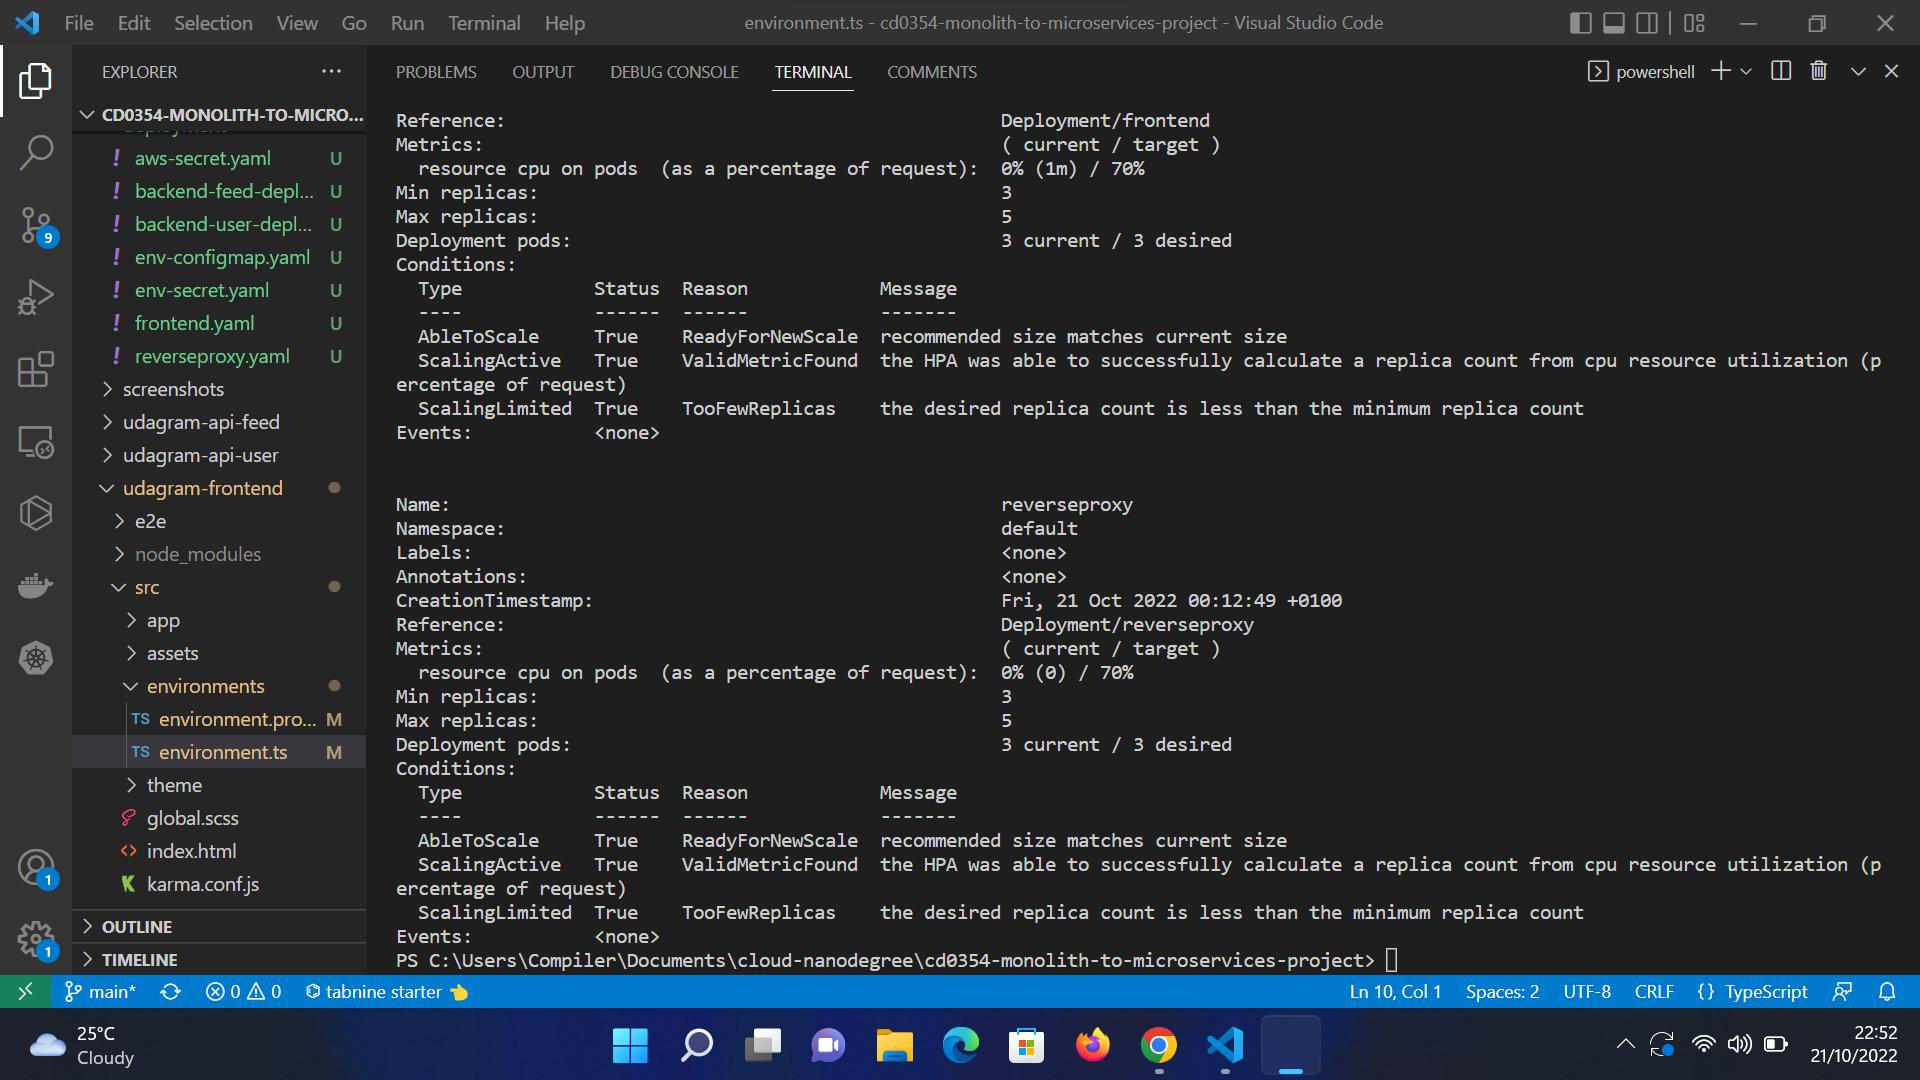 File Edit Selection View Go Run Terminal Help
environment.ts - cd0354-monolith-to-microservices-project - Visual Studio Code
EXPLORER
PROBLEMS OUTPUT DEBUG CONSOLE TERMINAL COMMENTS
powershell
CD0354-MONOLITH-TO-MICRO...
deployment
aws-secret.yaml U
backend-feed-depl... U
backend-user-depl... U
env-configmap.yaml U
env-secret.yaml U
frontend.yaml U
reverseproxy.yaml U
screenshots
udagram-api-feed
udagram-api-user
udagram-frontend
e2e
node_modules
src
app
assets
environments
TS environment.pro... M
TS environment.ts M
theme
global.scss
index.html
karma.conf.js
OUTLINE
TIMELINE
9
1
1
Reference: Deployment/frontend
Metrics: ( current / target )
resource cpu on pods (as a percentage of request): 0% (1m) / 70%
Min replicas: 3
Max replicas: 5
Deployment pods: 3 current / 3 desired
Conditions:
Type Status Reason Message
---- ------ ------ -------
AbleToScale True ReadyForNewScale recommended size matches current size
ScalingActive True ValidMetricFound the HPA was able to successfully calculate a replica count from cpu resource utilization (p
ercentage of request)
ScalingLimited True TooFewReplicas the desired replica count is less than the minimum replica count
Events: <none>
Name: reverseproxy
Namespace: default
Labels: <none>
Annotations: <none>
CreationTimestamp: Fri, 21 Oct 2022 00:12:49 +0100
Reference: Deployment/reverseproxy
Metrics: ( current / target )
resource cpu on pods (as a percentage of request): 0% (0) / 70%
Min replicas: 3
Max replicas: 5
Deployment pods: 3 current / 3 desired
Conditions:
Type Status Reason Message
---- ------ ------ -------
AbleToScale True ReadyForNewScale recommended size matches current size
ScalingActive True ValidMetricFound the HPA was able to successfully calculate a replica count from cpu resource utilization (p
ercentage of request)
ScalingLimited True TooFewReplicas the desired replica count is less than the minimum replica count
Events: <none>
PS C:\Users\Compiler\Documents\cloud-nanodegree\cd0354-monolith-to-microservices-project>
main* 0 0 tabnine starter
Ln 10, Col 1 Spaces: 2 UTF-8 CRLF {} TypeScript
25°C
Cloudy
22:52
21/10/2022